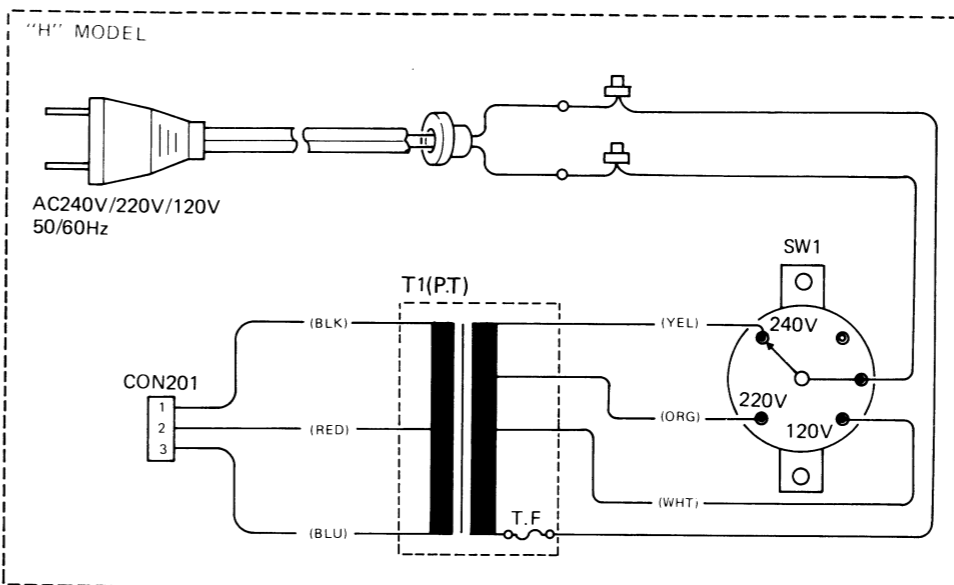 "H" MODEL
AC240V/220V/120V
50/60Hz
SW1
T1(P.T)
(BLK)
(YEL)
240V
CON201
1
2
3
(RED)
(ORG)
220V
120V
(WHT)
(BLU)
T.F